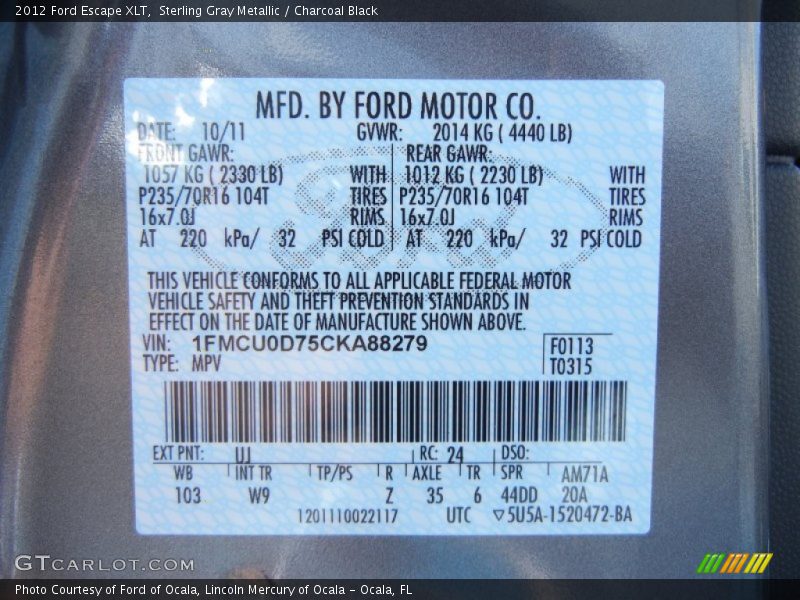 2012 Ford Escape XLT,  Sterling Gray Metallic / Charcoal Black
MFD. BY FORD MOTOR CO.
DATE: 10/11 GVWR: 2014 KG ( 4440 LB)
FRONT GAWR: REAR GAWR:
1057 KG ( 2330 LB) WITH 1012 KG ( 2230 LB) WITH
P235/70R16 104T TIRES P235/70R16 104T TIRES
16x7.0J RIMS 16x7.0J RIMS
AT 220 kPa/ 32 PSI COLD AT 220 kPa/ 32 PSI COLD
THIS VEHICLE CONFORMS TO ALL APPLICABLE FEDERAL MOTOR
VEHICLE SAFETY AND THEFT PREVENTION STANDARDS IN
EFFECT ON THE DATE OF MANUFACTURE SHOWN ABOVE.
VIN: 1FMCU0D75CKA88279 F0113
TYPE: MPV T0315
EXT PNT: UJ RC: 24 DSO:
WB INT TR TP/PS R AXLE TR SPR AM71A
103 W9 Z 35 6 44DD 20A
1201110022117 UTC ▽5U5A-1520472-BA
GTCARLOT.COM
Photo Courtesy of Ford of Ocala, Lincoln Mercury of Ocala – Ocala, FL